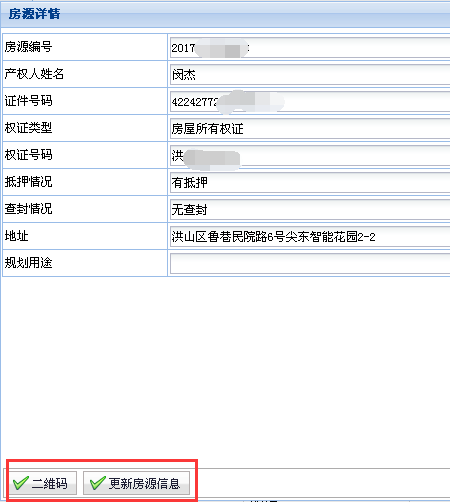 房源详情
房源编号 2017
产权人姓名 闵杰
证件号码 42242772
权证类型 房屋所有权证
权证号码 洪
抵押情况 有抵押
查封情况 无查封
地址 洪山区鲁巷民院路6号尖东智能花园2-2
规划用途
二维码 更新房源信息